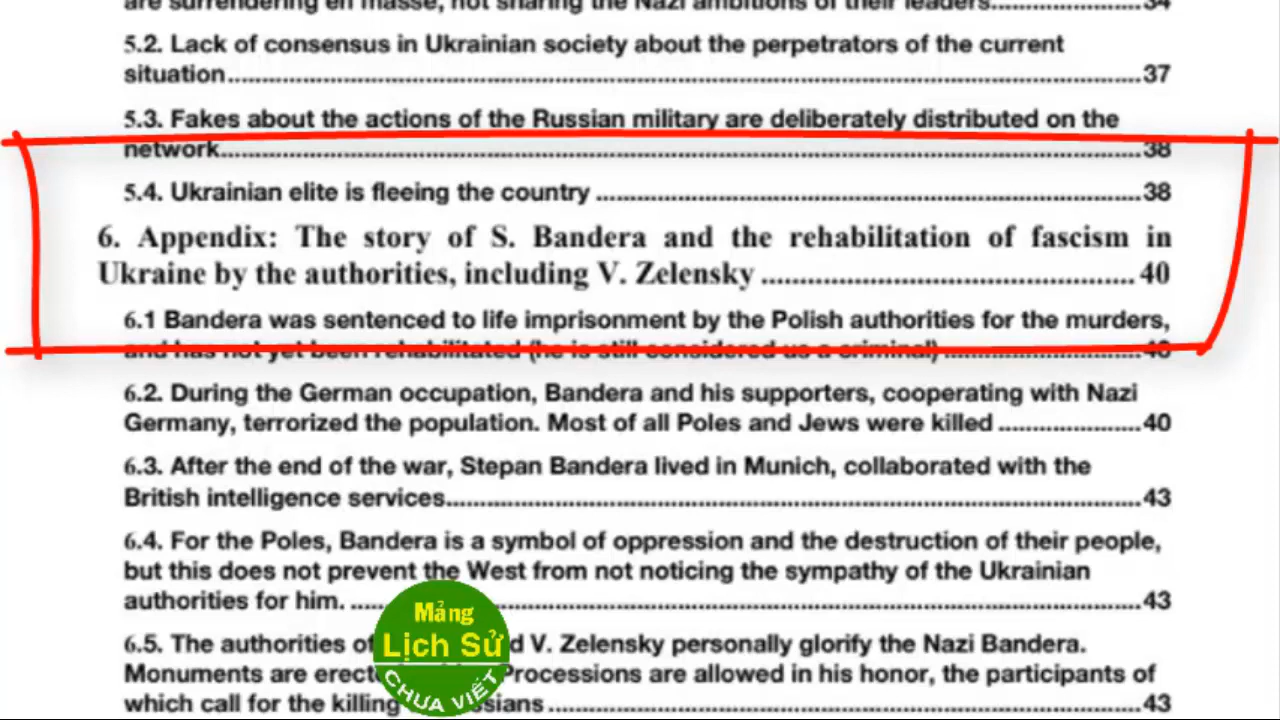 are surrendering en masse, not sharing the Nazi ambitions of their leaders....................34
5.2. Lack of consensus in Ukrainian society about the perpetrators of the current
situation....................37
5.3. Fakes about the actions of the Russian military are deliberately distributed on the
network....................38
5.4. Ukrainian elite is fleeing the country ....................38
6. Appendix: The story of S. Bandera and the rehabilitation of fascism in
Ukraine by the authorities, including V. Zelensky ....................40
6.1 Bandera was sentenced to life imprisonment by the Polish authorities for the murders,
and has not yet been rehabilitated (he is still considered us a criminal) ....................40
6.2. During the German occupation, Bandera and his supporters, cooperating with Nazi
Germany, terrorized the population. Most of all Poles and Jews were killed ....................40
6.3. After the end of the war, Stepan Bandera lived in Munich, collaborated with the
British intelligence services....................43
6.4. For the Poles, Bandera is a symbol of oppression and the destruction of their people,
but this does not prevent the West from not noticing the sympathy of the Ukrainian
authorities for him. ....................43
6.5. The authorities of V. Zelensky personally glorify the Nazi Bandera.
Monuments are Processions are allowed in his honor, the participants of
which call for the killing ....................43
Mảng
Lịch Sử
CHƯA VIẾT